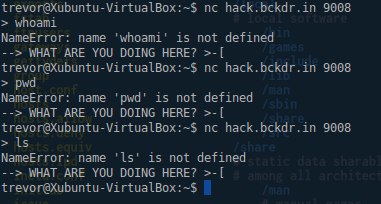 trevor@Xubuntu-VirtualBox:~$ nc hack.bckdr.in 9008
> whoami
NameError: name 'whoami' is not defined
--> WHAT ARE YOU DOING HERE? >-[
trevor@Xubuntu-VirtualBox:~$ nc hack.bckdr.in 9008
> pwd
NameError: name 'pwd' is not defined
--> WHAT ARE YOU DOING HERE? >-[
trevor@Xubuntu-VirtualBox:~$ nc hack.bckdr.in 9008
> ls
NameError: name 'ls' is not defined
--> WHAT ARE YOU DOING HERE? >-[
trevor@Xubuntu-VirtualBox:~$